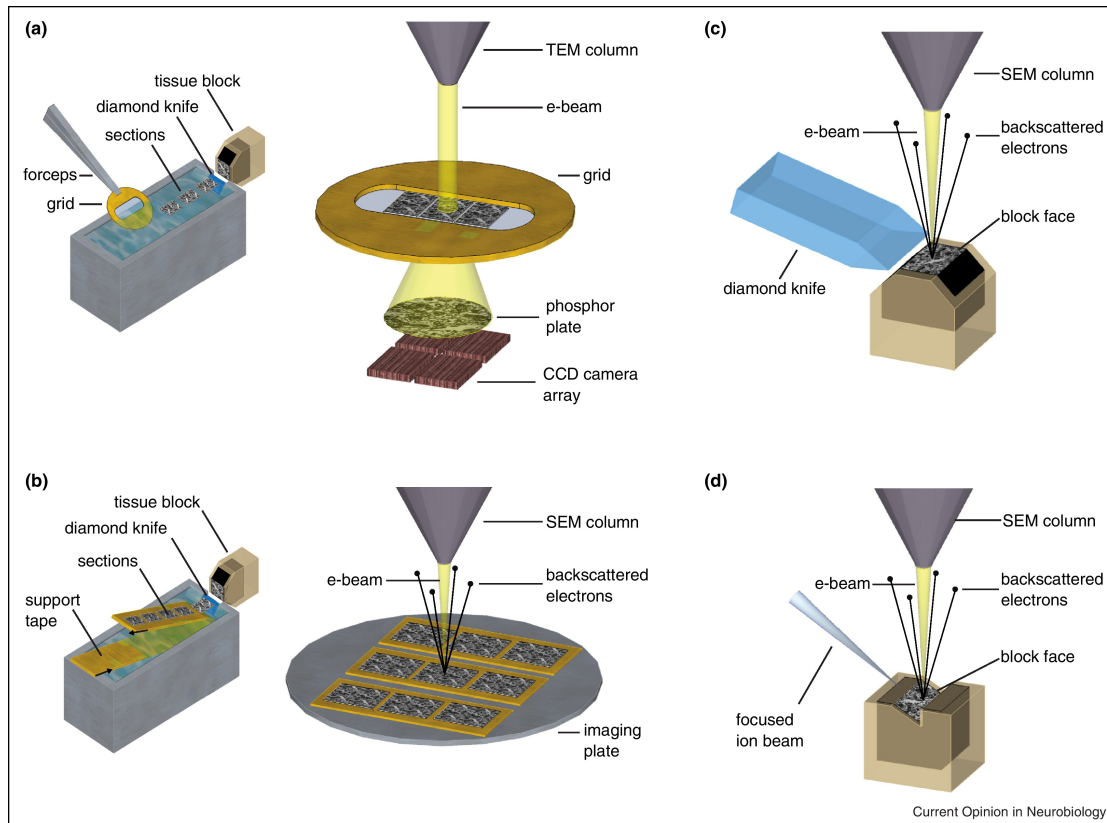 (a)
TEM column
tissue block
diamond knife
sections
e-beam
forceps
grid
grid
phosphor
plate
CCD camera
array
(c)
SEM column
e-beam
backscattered
electrons
block face
diamond knife
(b)
tissue block
SEM column
diamond knife
sections
e-beam
backscattered
electrons
support
tape
imaging
plate
(d)
SEM column
e-beam
backscattered
electrons
block face
focused
ion beam
Current Opinion in Neurobiology